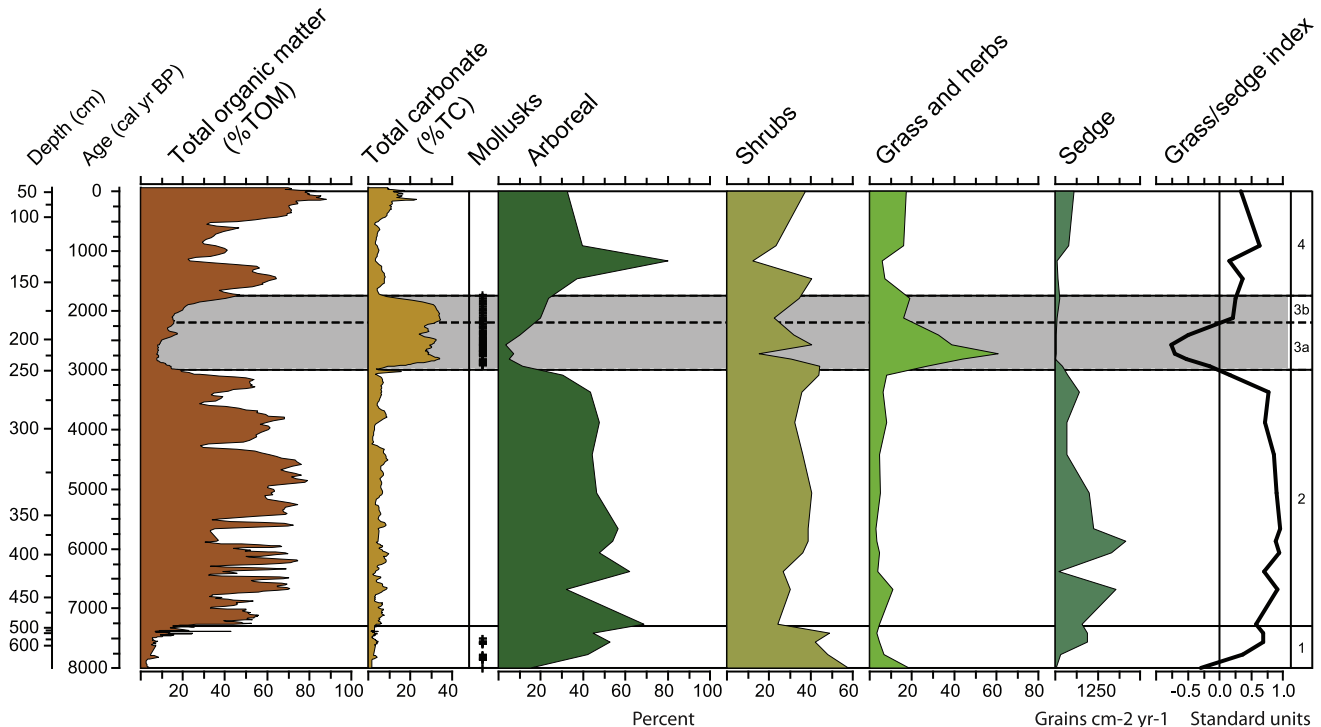 Depth (cm)
Age (cal yr BP)
Total organic matter
(%TOM)
Total carbonate
(%TC)
Mollusks
Arboreal
Shrubs
Grass and herbs
Sedge
Grass/sedge index
50
100
150
200
250
300
350
400
450
500
600
0
1000
2000
3000
4000
5000
6000
7000
8000
4
3b
3a
2
1
20 40 60 80 100 20 40 20 40 60 80 100 20 40 60 20 40 60 80 1250 -0.5 0.0 0.5 1.0
Percent Grains cm-2 yr-1 Standard units